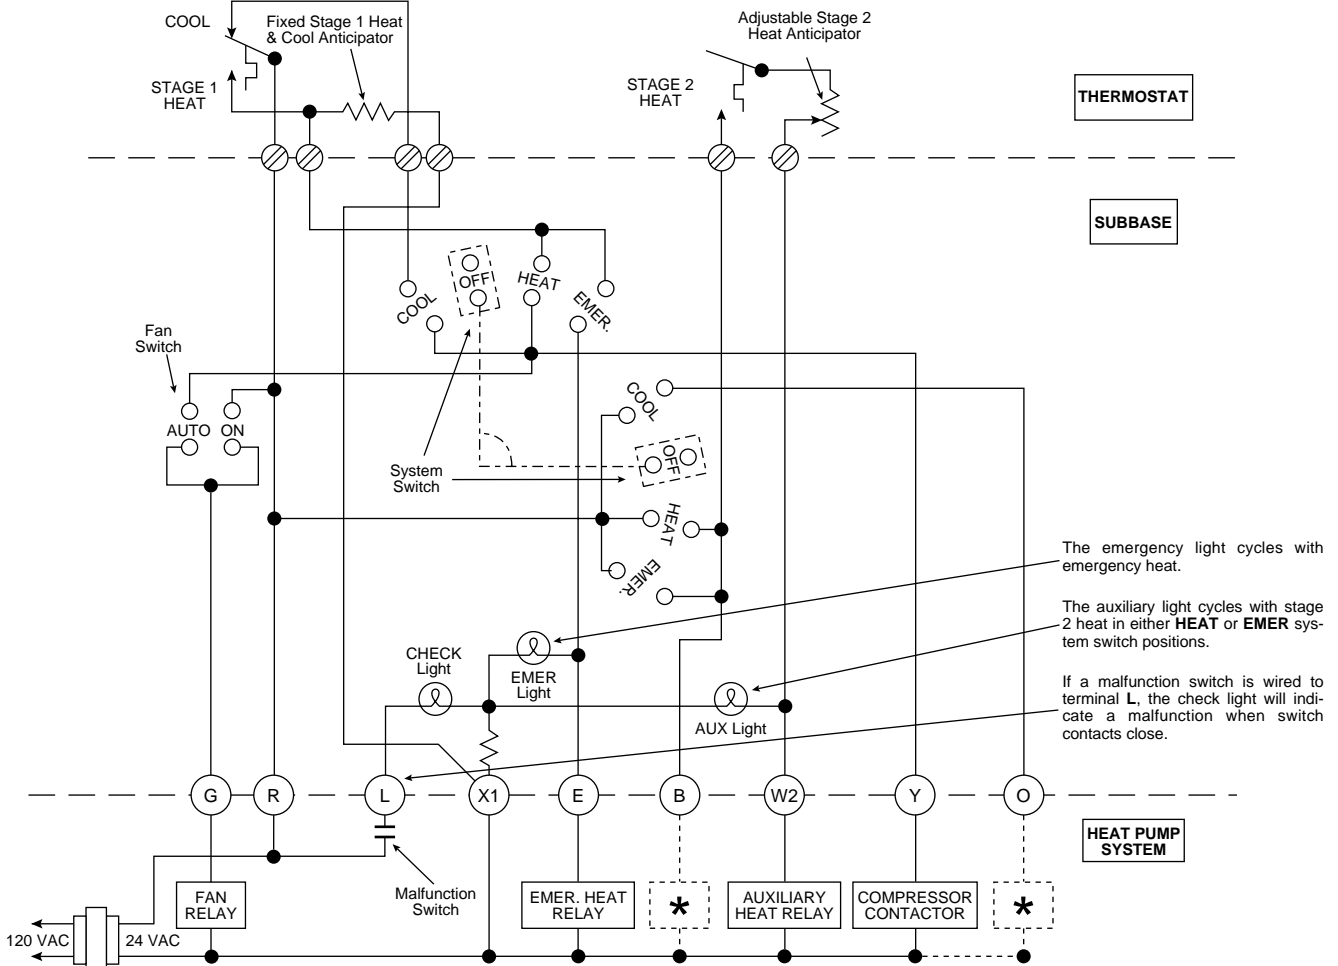 COOL
Fixed Stage 1 Heat
& Cool Anticipator
STAGE 1
HEAT
Adjustable Stage 2
Heat Anticipator
STAGE 2
HEAT
THERMOSTAT
SUBBASE
COOL
OFF
HEAT
EMER.
Fan
Switch
AUTO
ON
System
Switch
COOL
OFF
HEAT
EMER.
The emergency light cycles with
emergency heat.
The auxiliary light cycles with stage
2 heat in either HEAT or EMER sys-
tem switch positions.
If a malfunction switch is wired to
terminal L, the check light will indi-
cate a malfunction when switch
contacts close.
CHECK
Light
EMER
Light
AUX Light
G
R
L
X1
E
B
W2
Y
O
HEAT PUMP
SYSTEM
Malfunction
Switch
FAN
RELAY
EMER. HEAT
RELAY
*
AUXILIARY
HEAT RELAY
COMPRESSOR
CONTACTOR
*
120 VAC
24 VAC